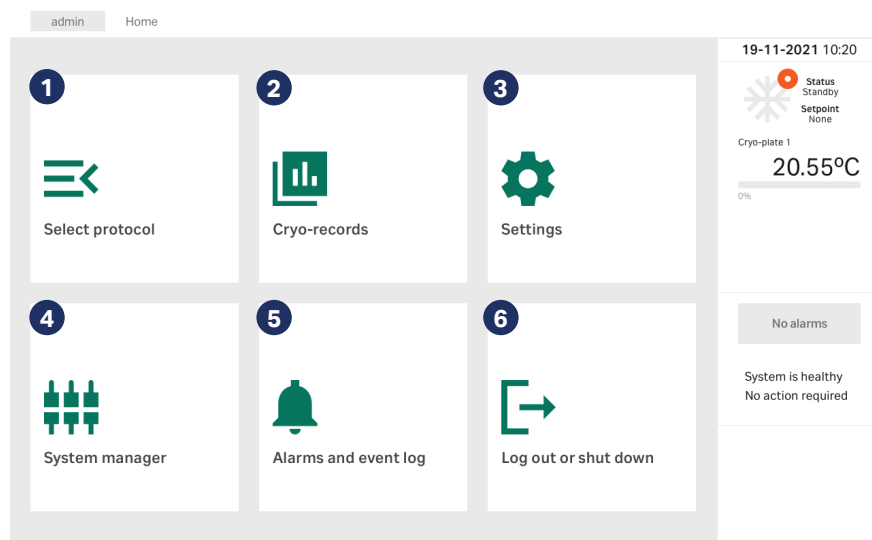 admin Home
19-11-2021 10:20
1
2
3
Select protocol
Cryo-records
Settings
4
5
6
System manager
Alarms and event log
Log out or shut down
Status
Standby
Setpoint
None
Cryo-plate 1
20.55ºC
0%
No alarms
System is healthy
No action required